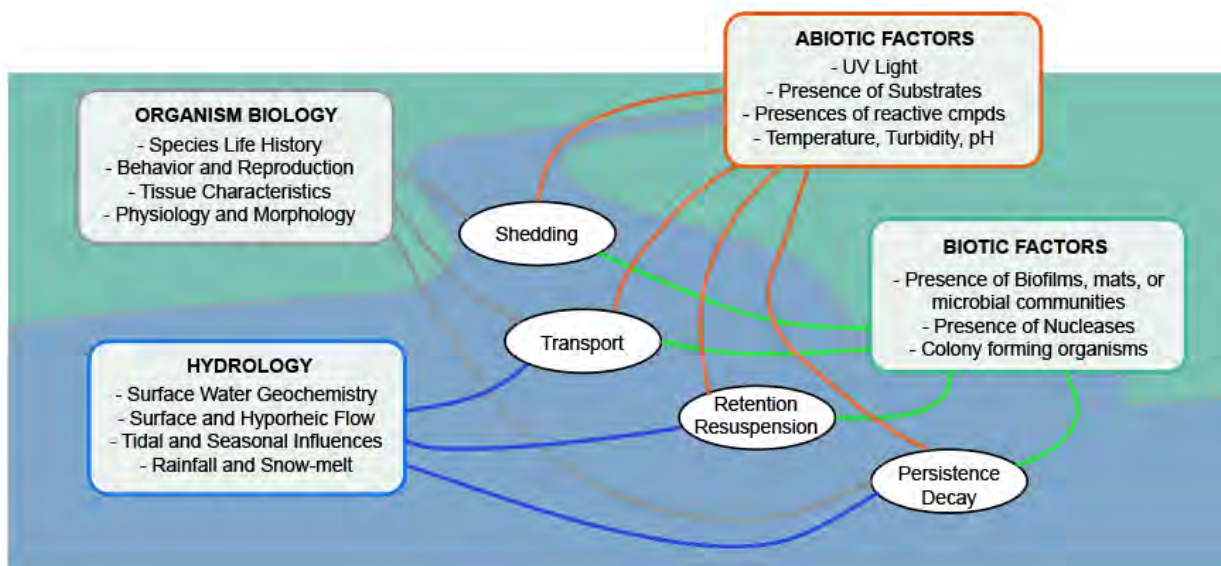 ABIOTIC FACTORS
- UV Light
- Presence of Substrates
- Presences of reactive cmpds
- Temperature, Turbidity, pH
ORGANISM BIOLOGY
- Species Life History
- Behavior and Reproduction
- Tissue Characteristics
- Physiology and Morphology
Shedding
BIOTIC FACTORS
- Presence of Biofilms, mats, or
microbial communities
- Presence of Nucleases
- Colony forming organisms
Transport
HYDROLOGY
- Surface Water Geochemistry
- Surface and Hyporheic Flow
- Tidal and Seasonal Influences
- Rainfall and Snow-melt
Retention
Resuspension
Persistence
Decay